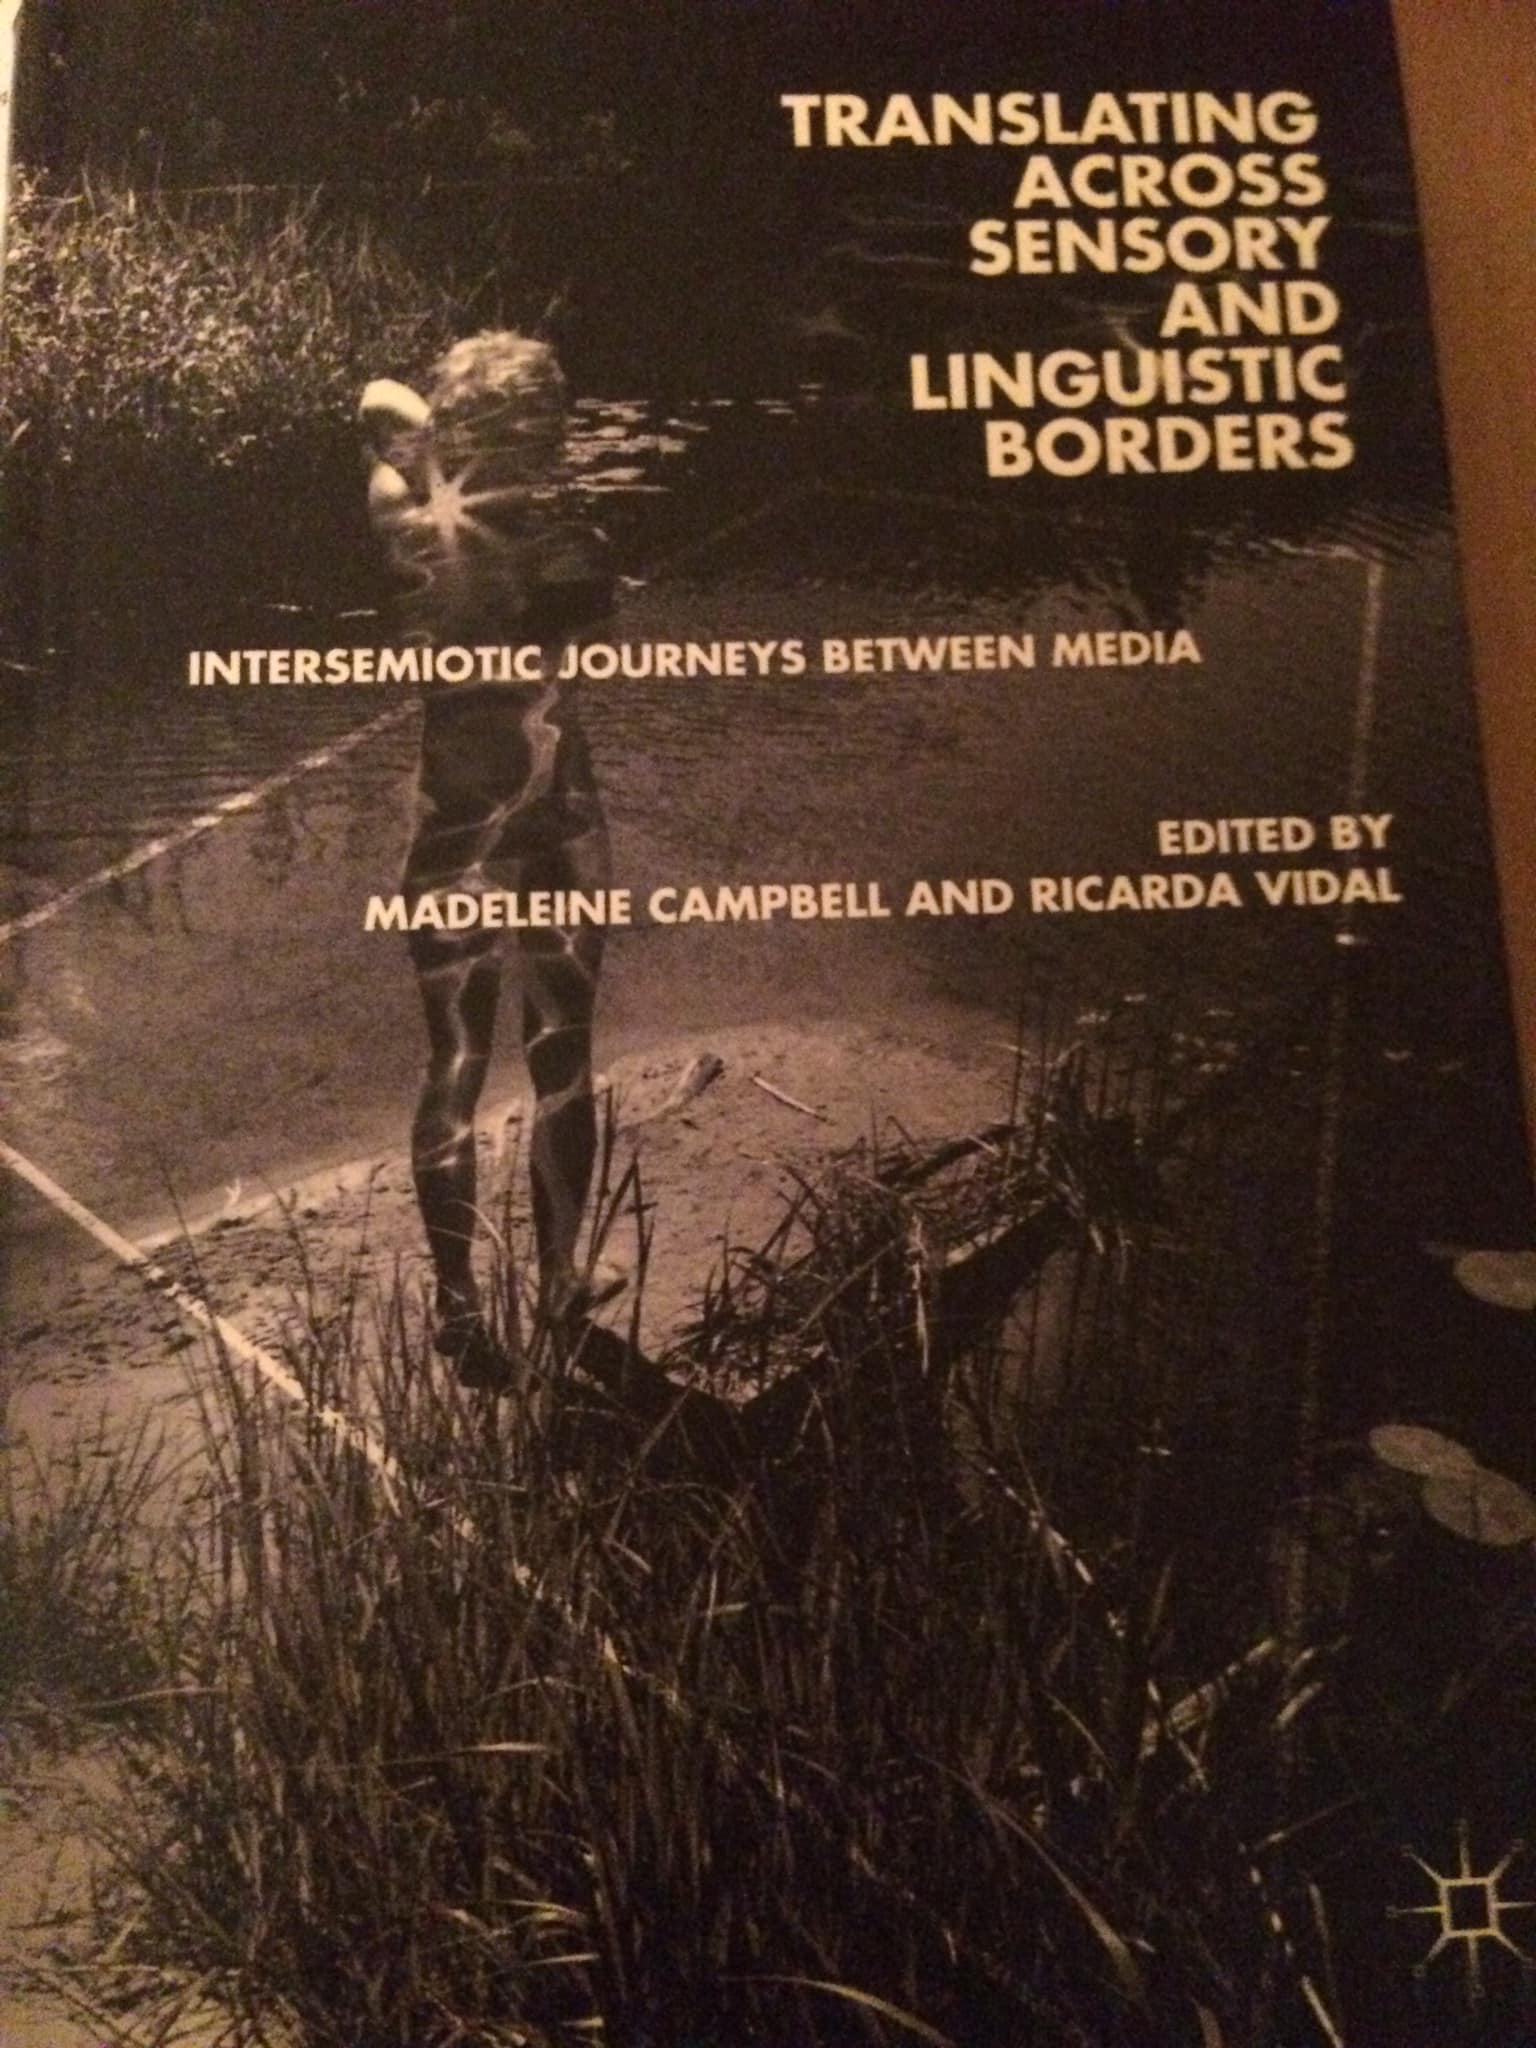 TRANSLATING
ACROSS
SENSORY
AND
LINGUISTIC
BORDERS
INTERSEMIOTIC JOURNEYS BETWEEN MEDIA
EDITED BY
MADELEINE CAMPBELL AND RICARDA VIDAL